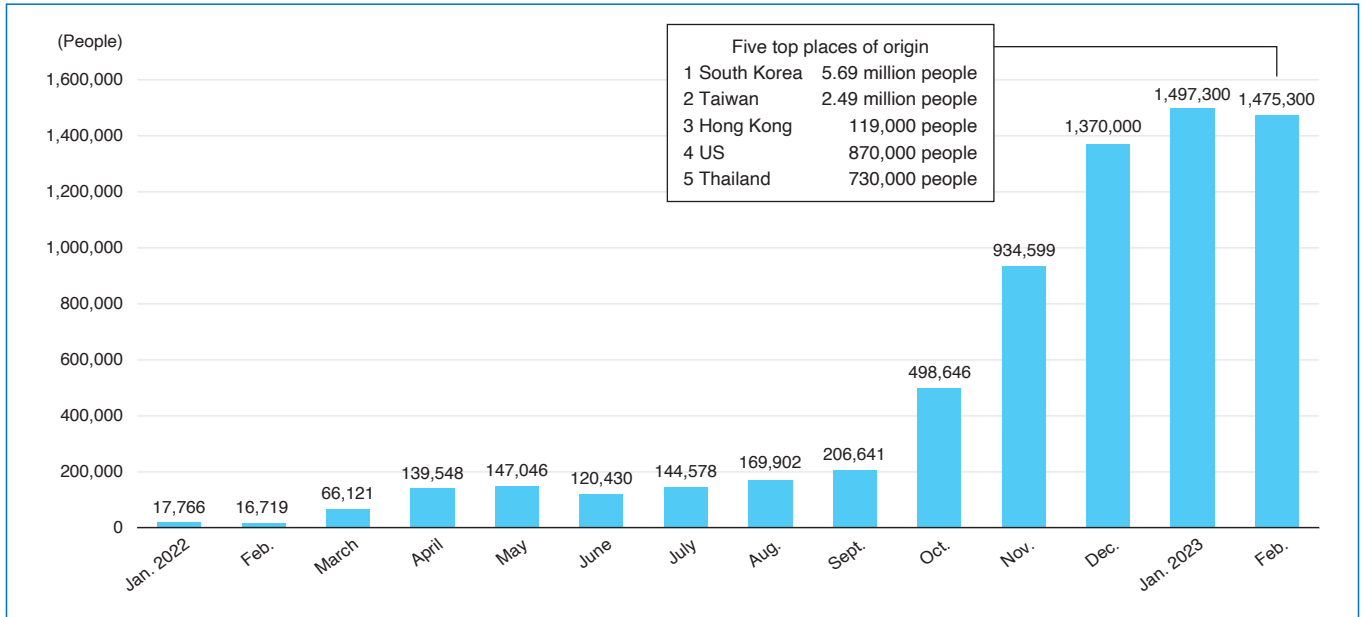 (People)
Five top places of origin
1 South Korea 5.69 million people
2 Taiwan 2.49 million people
3 Hong Kong 119,000 people
4 US 870,000 people
5 Thailand 730,000 people
1,600,000
1,400,000
1,200,000
1,000,000
800,000
600,000
400,000
200,000
0
17,766
16,719
66,121
139,548
147,046
120,430
144,578
169,902
206,641
498,646
934,599
1,370,000
1,497,300
1,475,300
Jan. 2022
Feb.
March
April
May
June
July
Aug.
Sept.
Oct.
Nov.
Dec.
Jan. 2023
Feb.